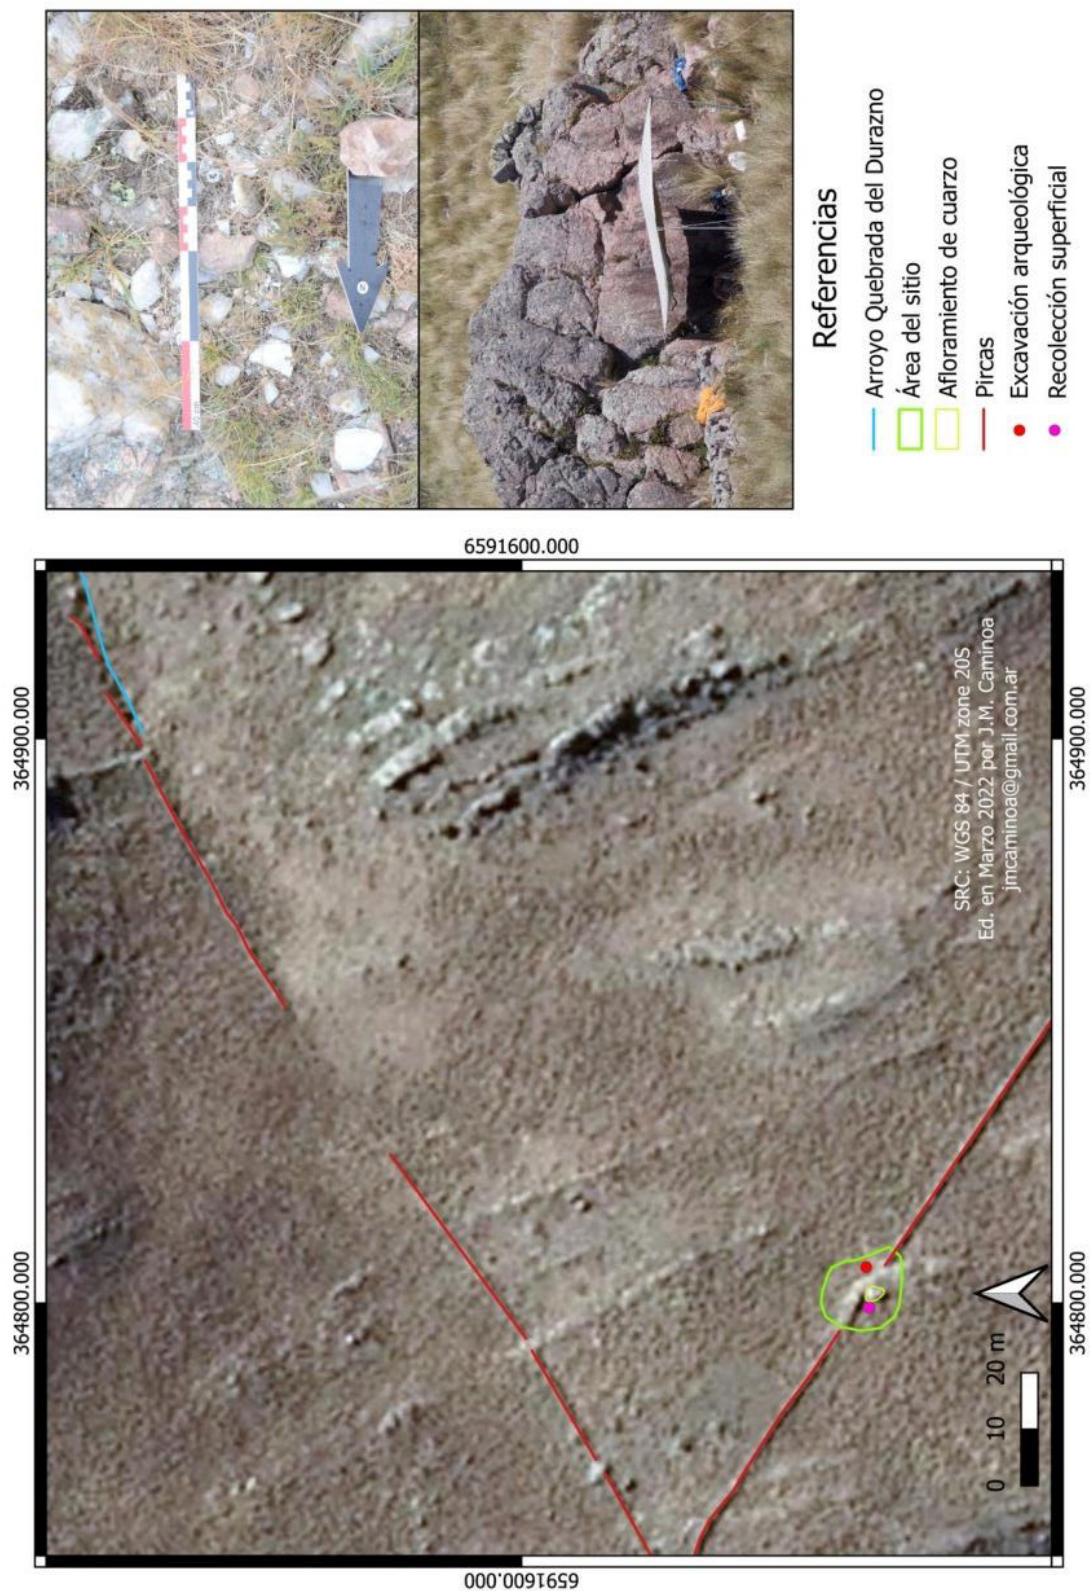 364800.000
364900.000
6591600.000
6591600.000
0 10 20 m
SRC: WGS 84 / UTM zone 20S
Ed. en Marzo 2022 por J.M. Caminoa
jmcaminoa@gmail.com.ar
364800.000
364900.000
Referencias
Arroyo Quebrada del Durazno
Área del sitio
Afloramiento de cuarzo
Pircas
Excavación arqueológica
Recolección superficial